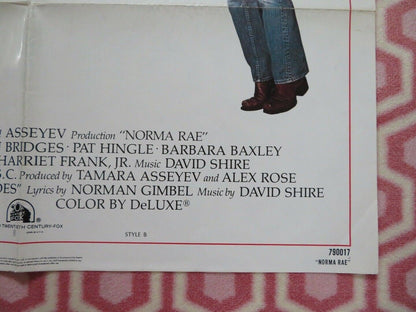 ASSEYEV Production "NORMA RAE"
BRIDGES · PAT HINGLE · BARBARA BAXLEY
HARRIET FRANK, JR. Music DAVID SHIRE
S.C. Produced by TAMARA ASSEYEV and ALEX ROSE
OES" Lyrics by NORMAN GIMBEL Music by DAVID SHIRE
COLOR BY DeLUXE®
TWENTIETH CENTURY-FOX
STYLE B
790017
"NORMA RAE"